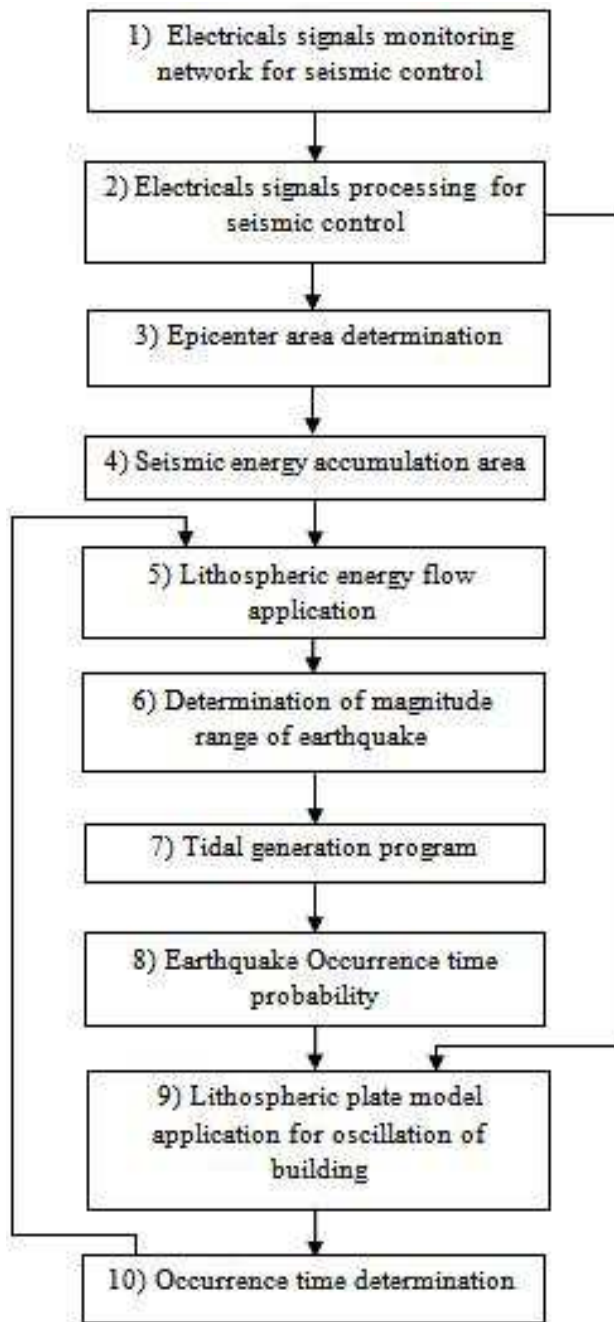 1) Electricals signals monitoring
network for seismic control
2) Electricals signals processing for
seismic control
3) Epicenter area determination
4) Seismic energy accumulation area
5) Lithospheric energy flow
application
6) Determination of magnitude
range of earthquake
7) Tidal generation program
8) Earthquake Occurrence time
probability
9) Lithospheric plate model
application for oscillation of
building
10) Occurrence time determination